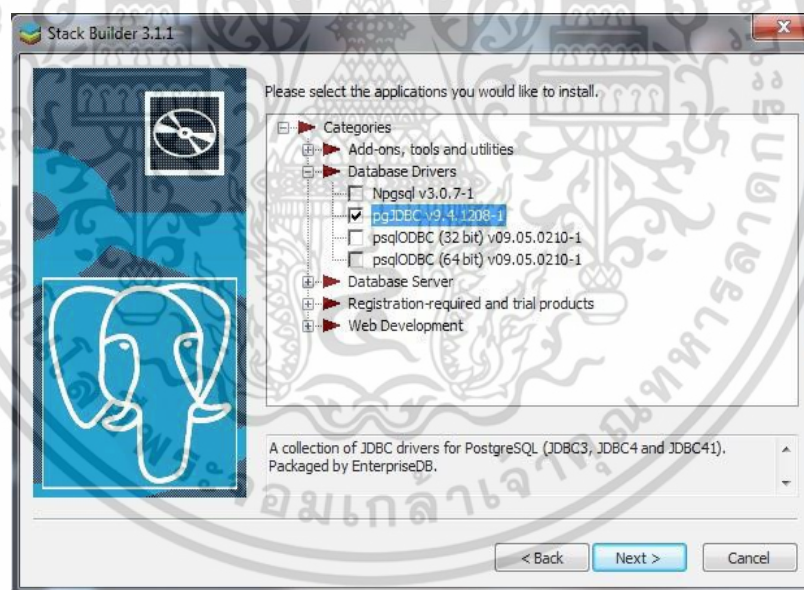 Stack Builder 3.1.1
Please select the applications you would like to install.
Categories
Add-ons, tools and utilities
Database Drivers
Npgsql v3.0.7-1
pgJDBC v9.4.1208-1
psqlODBC (32 bit) v09.05.0210-1
psqlODBC (64 bit) v09.05.0210-1
Database Server
Registration-required and trial products
Web Development
A collection of JDBC drivers for PostgreSQL (JDBC3, JDBC4 and JDBC41).
Packaged by EnterpriseDB.
< Back
Next >
Cancel